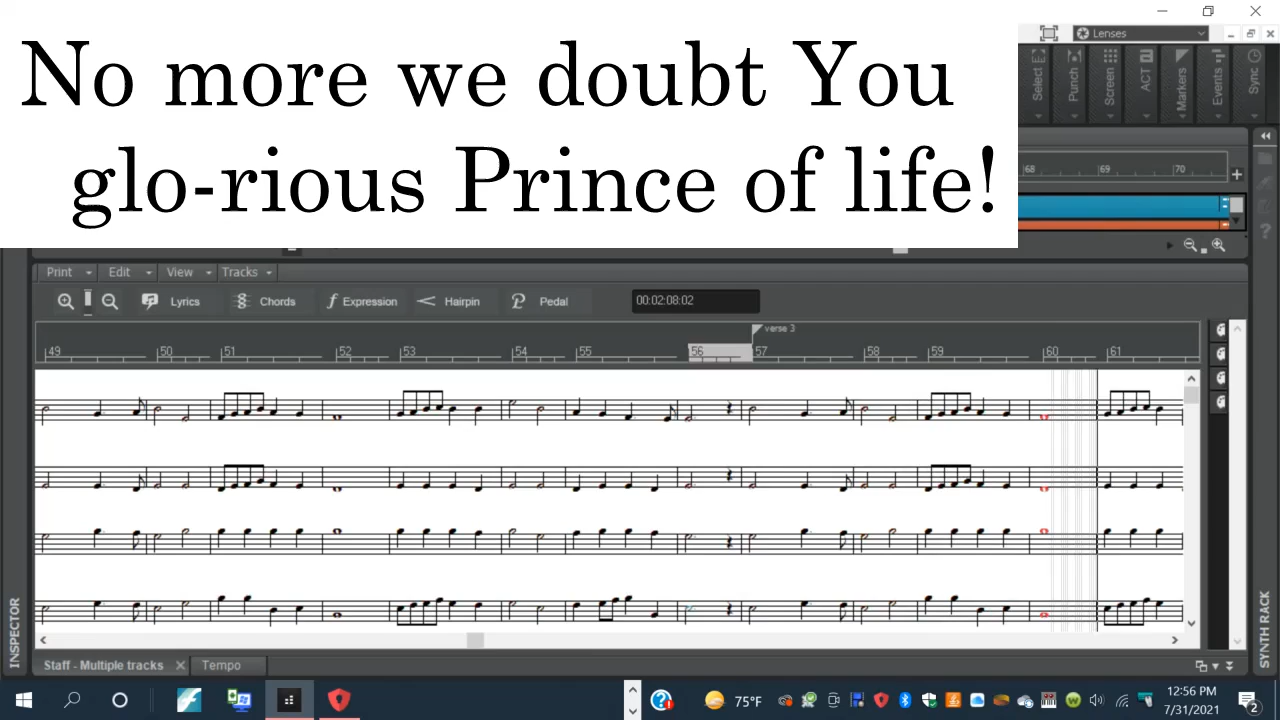 No more we doubt You
glo-rious Prince of life!
Lenses
Select
Punch
Screen
ACT
Markers
Events
Sync
68 69 70
Print Edit View Tracks
Lyrics Chords Expression Hairpin Pedal 00:02:08:02
verse 3
49 50 51 52 53 54 55 56 57 58 59 60 61
INSPECTOR
SYNTH RACK
Staff - Multiple tracks Tempo
75°F
12:56 PM
7/31/2021
2